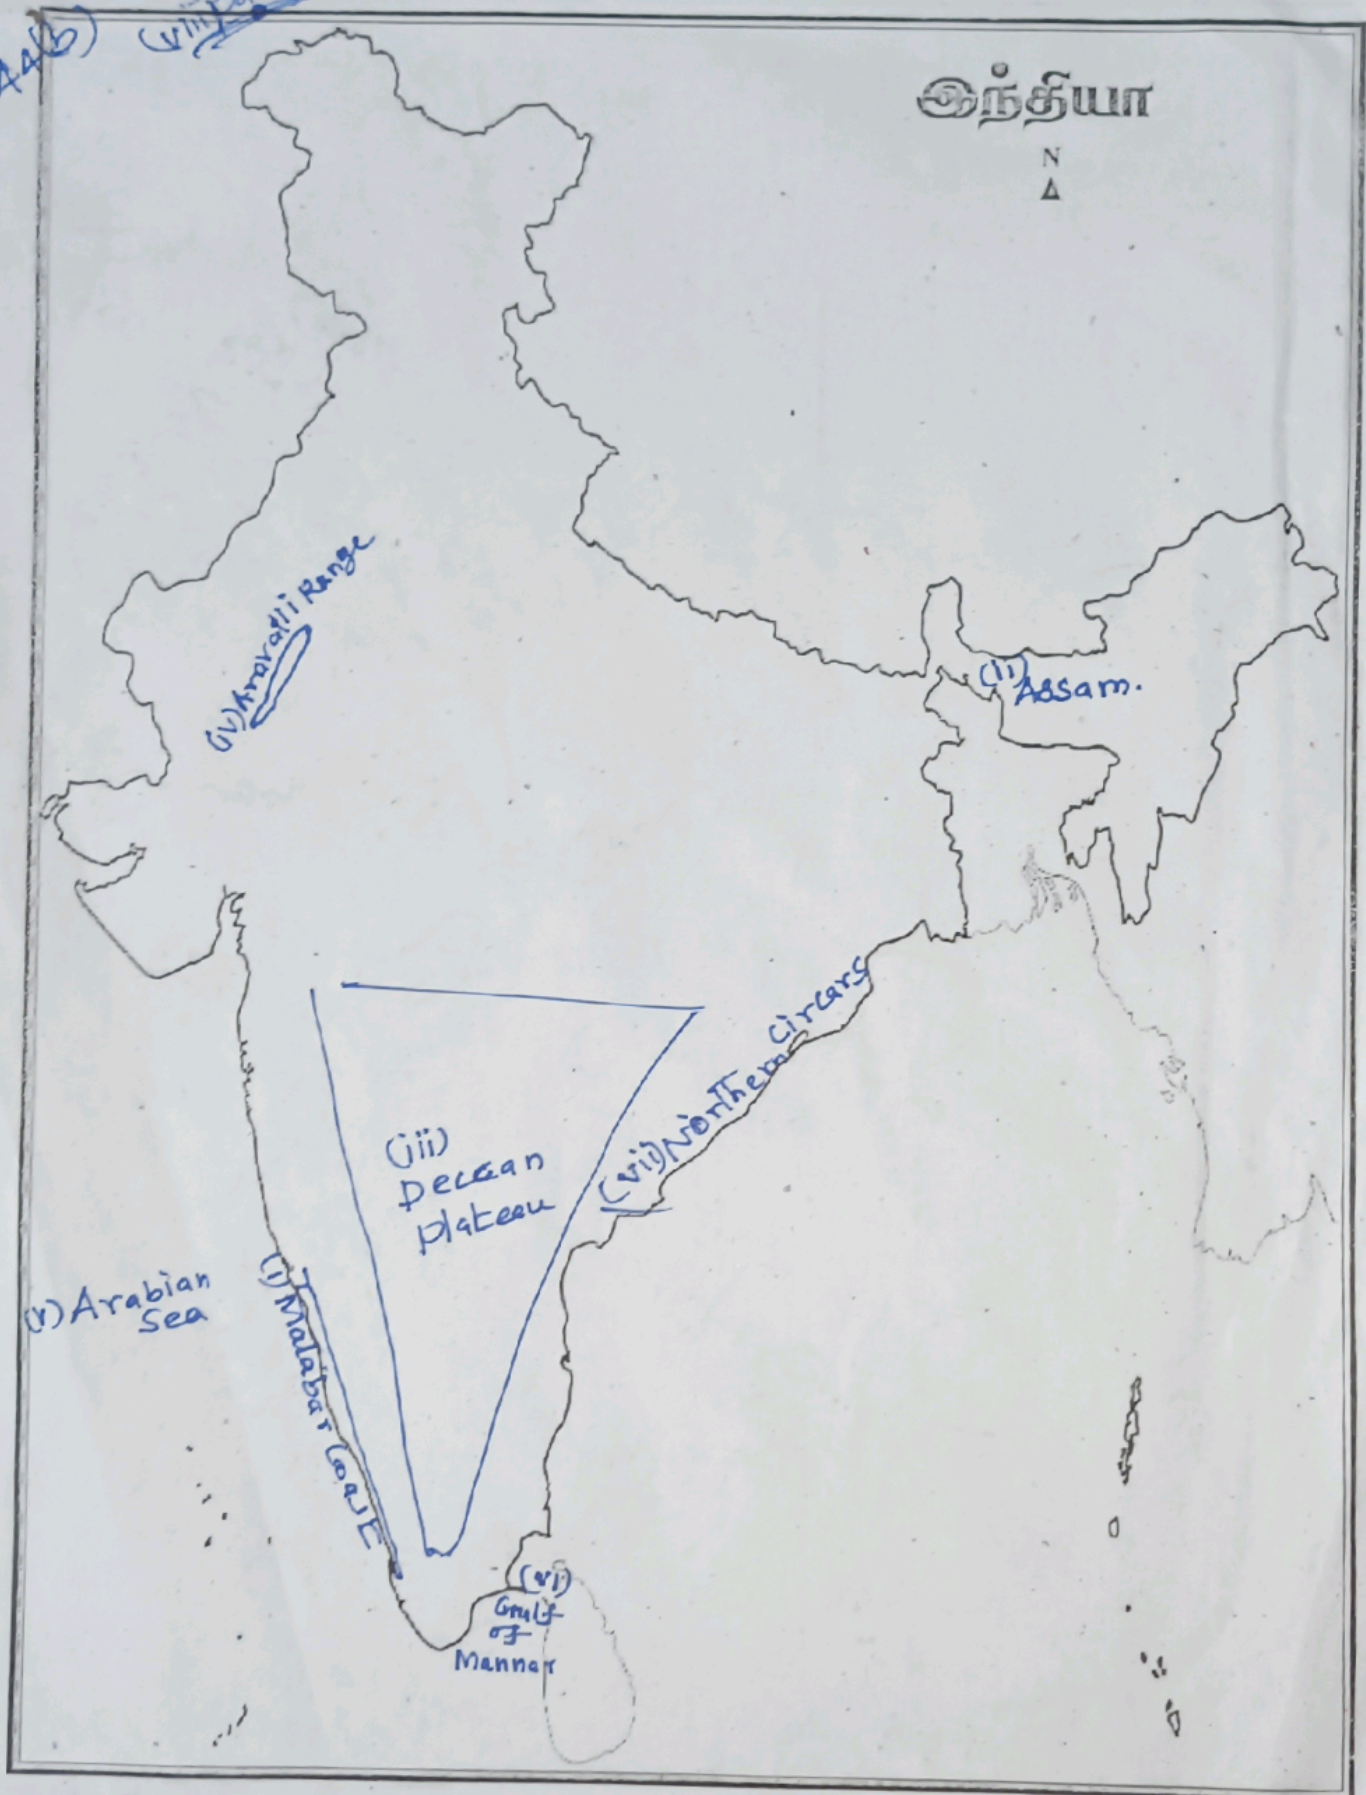 44(b)
இந்தியா
N
(iv) Aravalli Range
(ii)
Assam.
(vii) Northern Circars
(iii)
Deccan
plateau
(v) Arabian
Sea
(i) Malabar Coast
(vi)
Gulf
of
Mannar